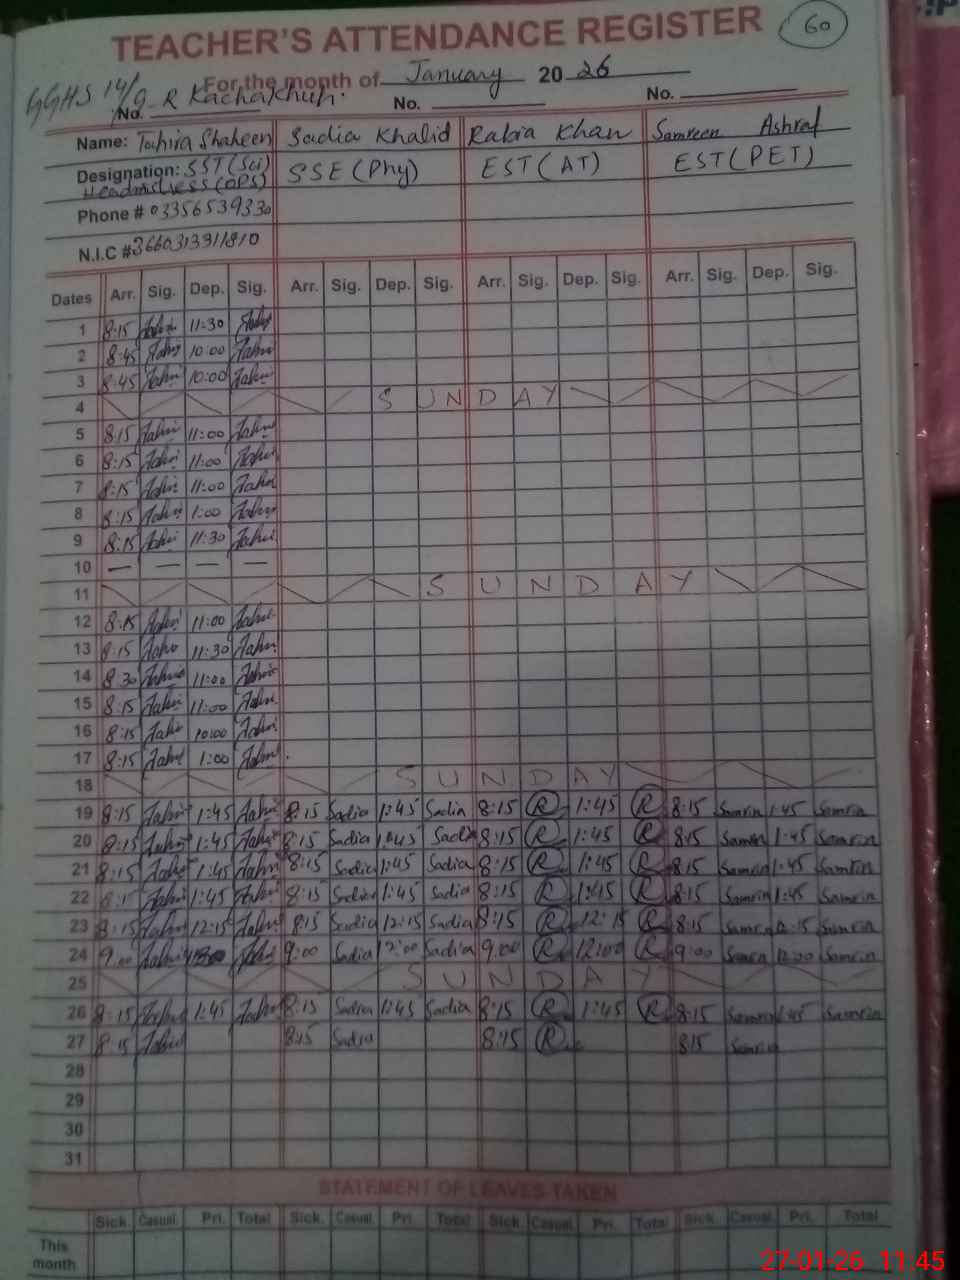 60
TEACHER'S ATTENDANCE REGISTER
For the month of January 2026
GGHS 14/9-R Kachakhuh.
No. No. No.
Name: Tahira Shaheen Sadia Khalid Rabia Khan Samreen Ashraf
Designation: SST(Sci) SSE(Phy) EST(AT) EST(PET)
Headmistress(OPS)
Phone # 03356539330
N.I.C #3660313911810
Dates Arr. Sig. Dep. Sig. Arr. Sig. Dep. Sig. Arr. Sig. Dep. Sig. Arr. Sig. Dep. Sig.
1 8:15 11:30
2 8:45 10:00
3 8:45 10:00
4 SUNDAY
5 8:15 11:00
6 8:15 11:00
7 8:15 11:00
8 8:15 1:00
9 8:15 11:30
10 — — — —
11 SUNDAY
12 8:15 11:00
13 8:15 11:30
14 8:30 11:00
15 8:15 11:00
16 8:15 10:00
17 8:15 1:00
18 SUNDAY
19 8:15 1:45 8:15 Sadia 1:45 Sadia 8:15 R 1:45 R 8:15 Samrin 1:45 Samrin
20 8:15 1:45 8:15 Sadia 1:45 Sadia 8:15 R 1:45 R 8:15 Samrin 1:45 Samrin
21 8:15 1:45 8:15 Sadia 1:45 Sadia 8:15 R 1:45 R 8:15 Samrin 1:45 Samrin
22 8:15 1:45 8:15 Sadia 1:45 Sadia 8:15 R 1:45 R 8:15 Samrin 1:45 Samrin
23 8:15 12:15 8:15 Sadia 12:15 Sadia 8:15 R 12:15 R 8:15 Samrin 12:15 Samrin
24 9:00 9:00 Sadia 12:00 Sadia 9:00 R 12:00 R 9:00 Samrin 12:00 Samrin
25 SUNDAY
26 8:15 1:45 8:15 Sadia 1:45 Sadia 8:15 R 1:45 R 8:15 Samrin 1:45 Samrin
27 8:15 8:15 Sadia 8:15 R 8:15 Samrin
28
29
30
31
STATEMENT OF LEAVES TAKEN
Sick. Casual. Pri. Total Sick. Casual. Pri. Total Sick. Casual. Pri. Total Sick. Casual. Pri. Total
This month
27-01-26 11:45